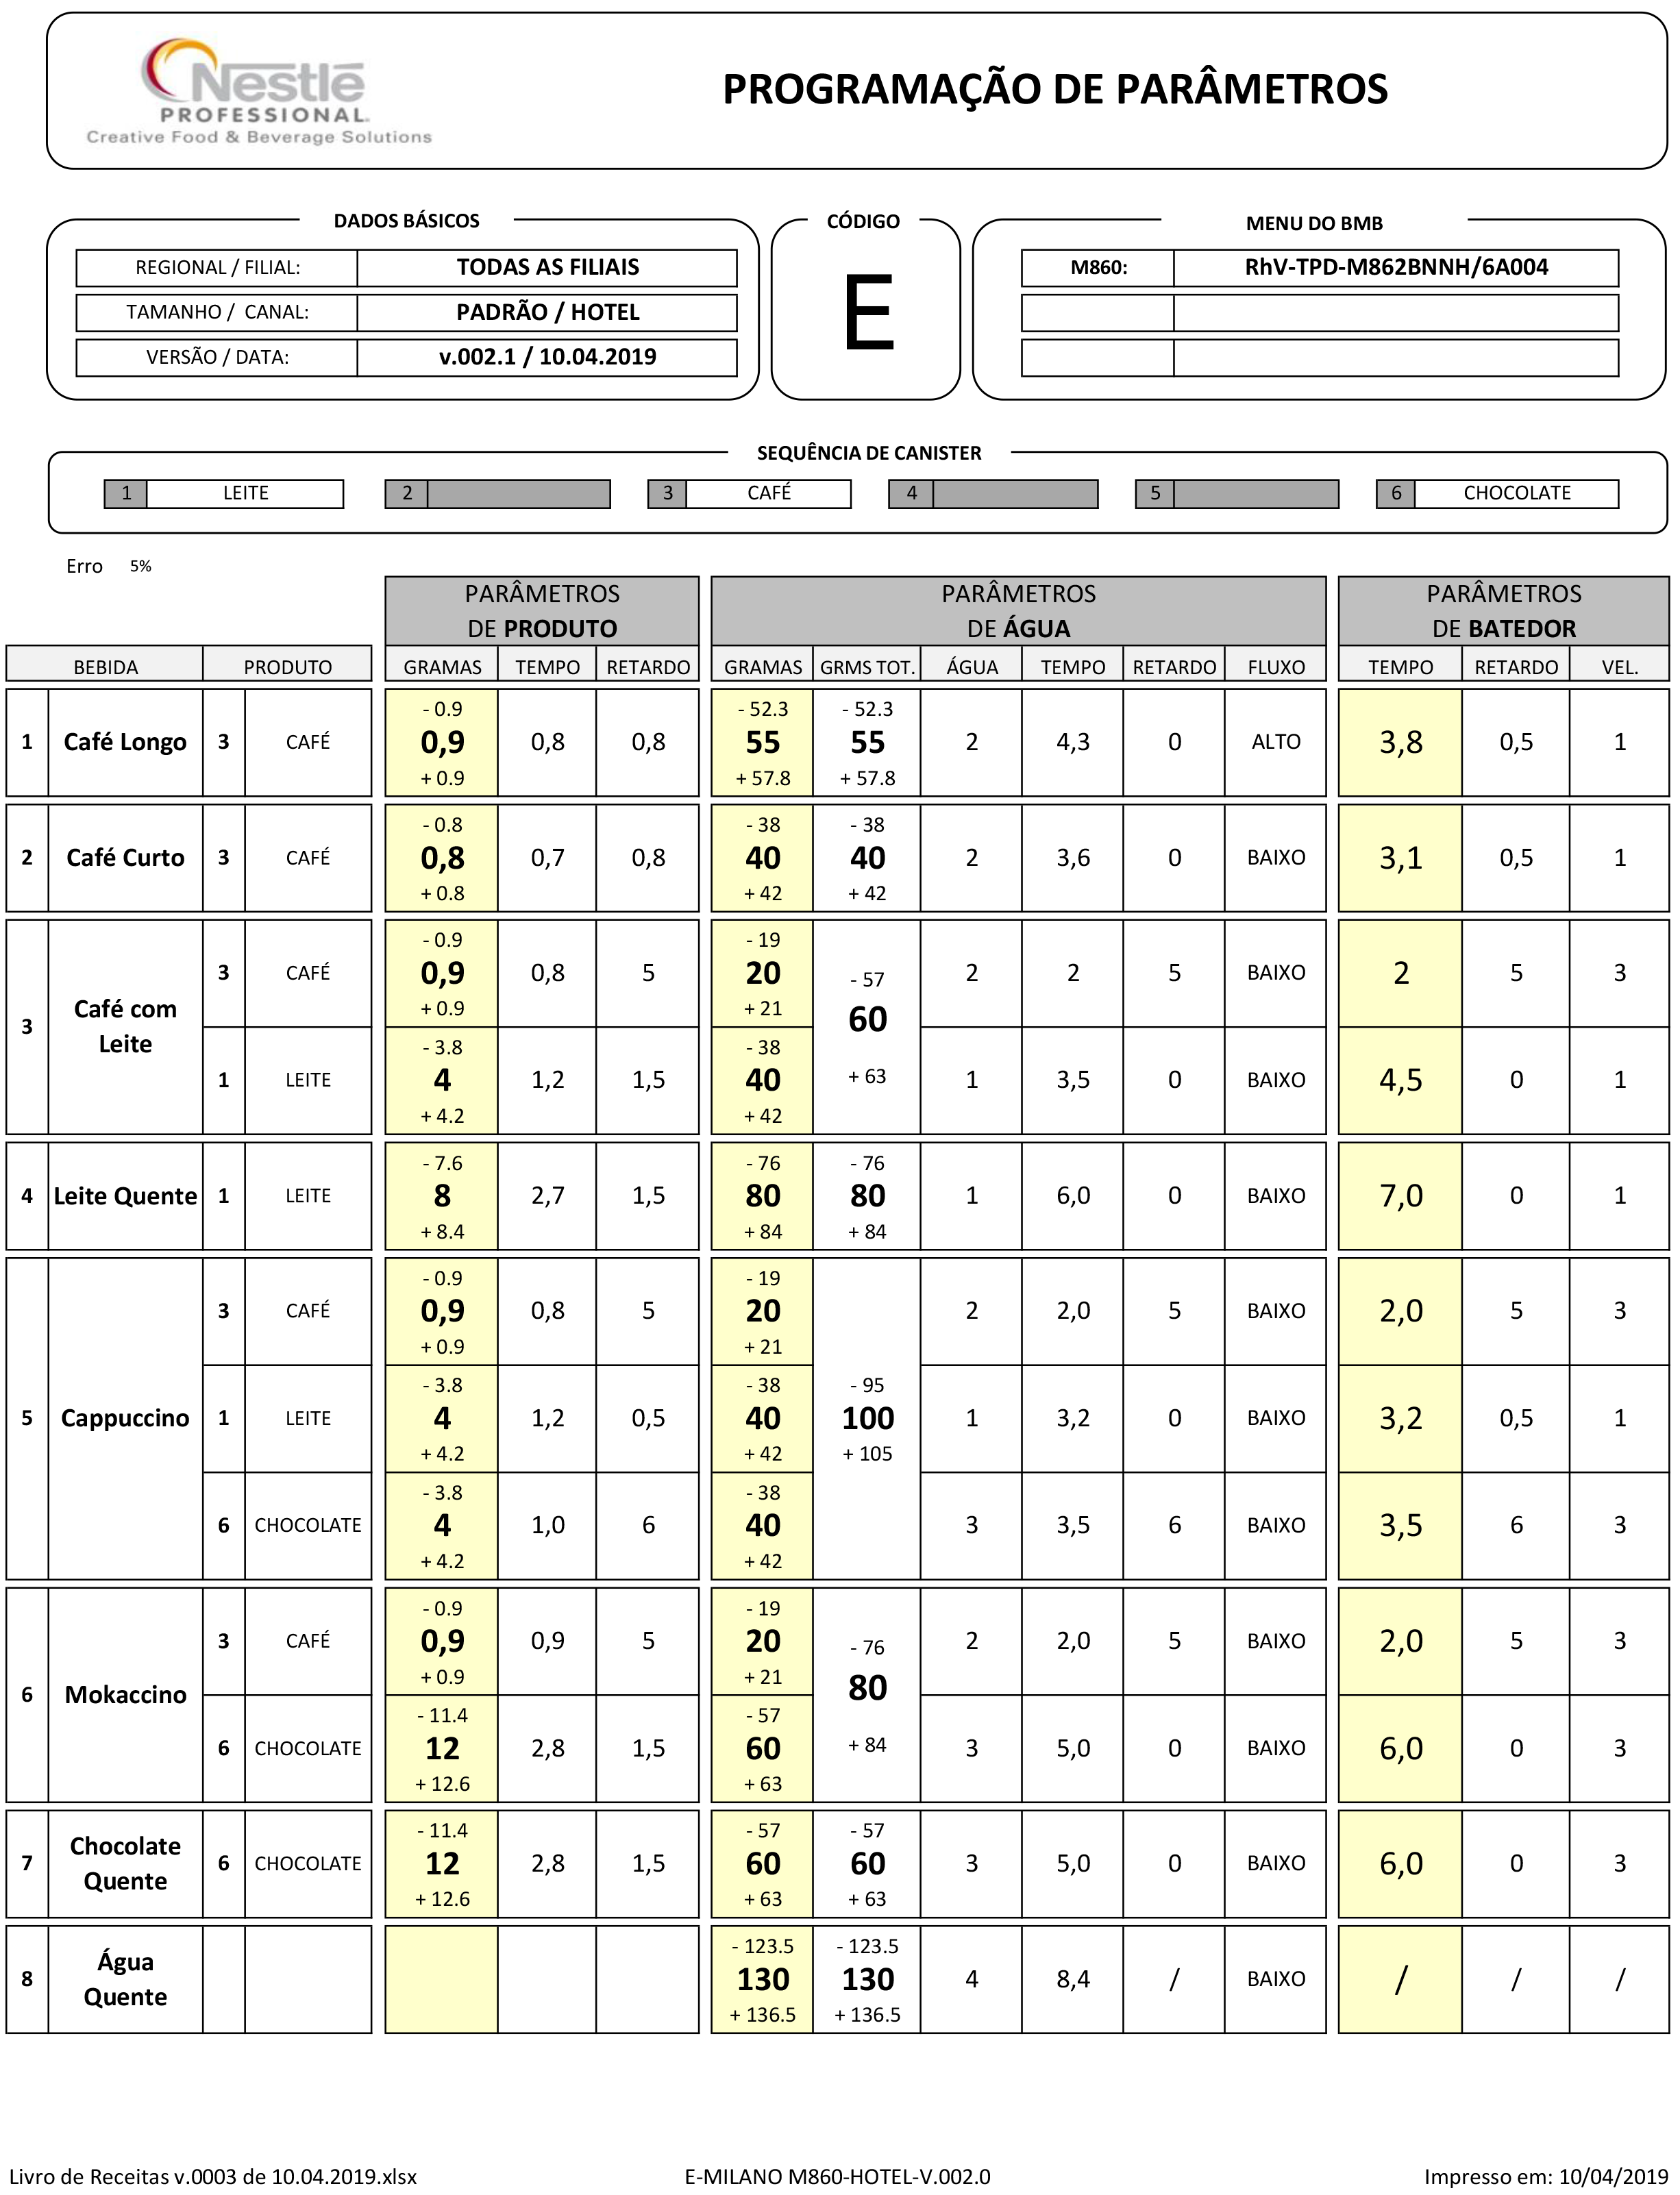 Nestlé
PROFESSIONAL.
Creative Food & Beverage Solutions
PROGRAMAÇÃO DE PARÂMETROS
DADOS BÁSICOS
REGIONAL / FILIAL: TODAS AS FILIAIS
TAMANHO / CANAL: PADRÃO / HOTEL
VERSÃO / DATA: v.002.1 / 10.04.2019
CÓDIGO
E
MENU DO BMB
M860: RhV-TPD-M862BNNH/6A004
SEQUÊNCIA DE CANISTER
1 LEITE 2 3 CAFÉ 4 5 6 CHOCOLATE
Erro 5%
PARÂMETROS PARÂMETROS PARÂMETROS
DE PRODUTO DE ÁGUA DE BATEDOR
BEBIDA PRODUTO GRAMAS TEMPO RETARDO GRAMAS GRMS TOT. ÁGUA TEMPO RETARDO FLUXO TEMPO RETARDO VEL.
- 0.9 - 52.3 - 52.3
1 Café Longo 3 CAFÉ 0,9 0,8 0,8 55 55 2 4,3 0 ALTO 3,8 0,5 1
+ 0.9 + 57.8 + 57.8
- 0.8 - 38 - 38
2 Café Curto 3 CAFÉ 0,8 0,7 0,8 40 40 2 3,6 0 BAIXO 3,1 0,5 1
+ 0.8 + 42 + 42
- 0.9 - 19
3 CAFÉ 0,9 0,8 5 20 - 57 2 2 5 BAIXO 2 5 3
+ 0.9 + 21
3 Café com Leite 60
- 3.8 - 38
1 LEITE 4 1,2 1,5 40 + 63 1 3,5 0 BAIXO 4,5 0 1
+ 4.2 + 42
- 7.6 - 76 - 76
4 Leite Quente 1 LEITE 8 2,7 1,5 80 80 1 6,0 0 BAIXO 7,0 0 1
+ 8.4 + 84 + 84
- 0.9 - 19
3 CAFÉ 0,9 0,8 5 20 2 2,0 5 BAIXO 2,0 5 3
+ 0.9 + 21
- 3.8 - 38 - 95
5 Cappuccino 1 LEITE 4 1,2 0,5 40 100 1 3,2 0 BAIXO 3,2 0,5 1
+ 4.2 + 42 + 105
- 3.8 - 38
6 CHOCOLATE 4 1,0 6 40 3 3,5 6 BAIXO 3,5 6 3
+ 4.2 + 42
- 0.9 - 19
3 CAFÉ 0,9 0,9 5 20 - 76 2 2,0 5 BAIXO 2,0 5 3
+ 0.9 + 21
6 Mokaccino 80
- 11.4 - 57
6 CHOCOLATE 12 2,8 1,5 60 + 84 3 5,0 0 BAIXO 6,0 0 3
+ 12.6 + 63
- 11.4 - 57 - 57
7 Chocolate Quente 6 CHOCOLATE 12 2,8 1,5 60 60 3 5,0 0 BAIXO 6,0 0 3
+ 12.6 + 63 + 63
- 123.5 - 123.5
8 Água Quente 130 130 4 8,4 / BAIXO / / /
+ 136.5 + 136.5
Livro de Receitas v.0003 de 10.04.2019.xlsx E-MILANO M860-HOTEL-V.002.0 Impresso em: 10/04/2019